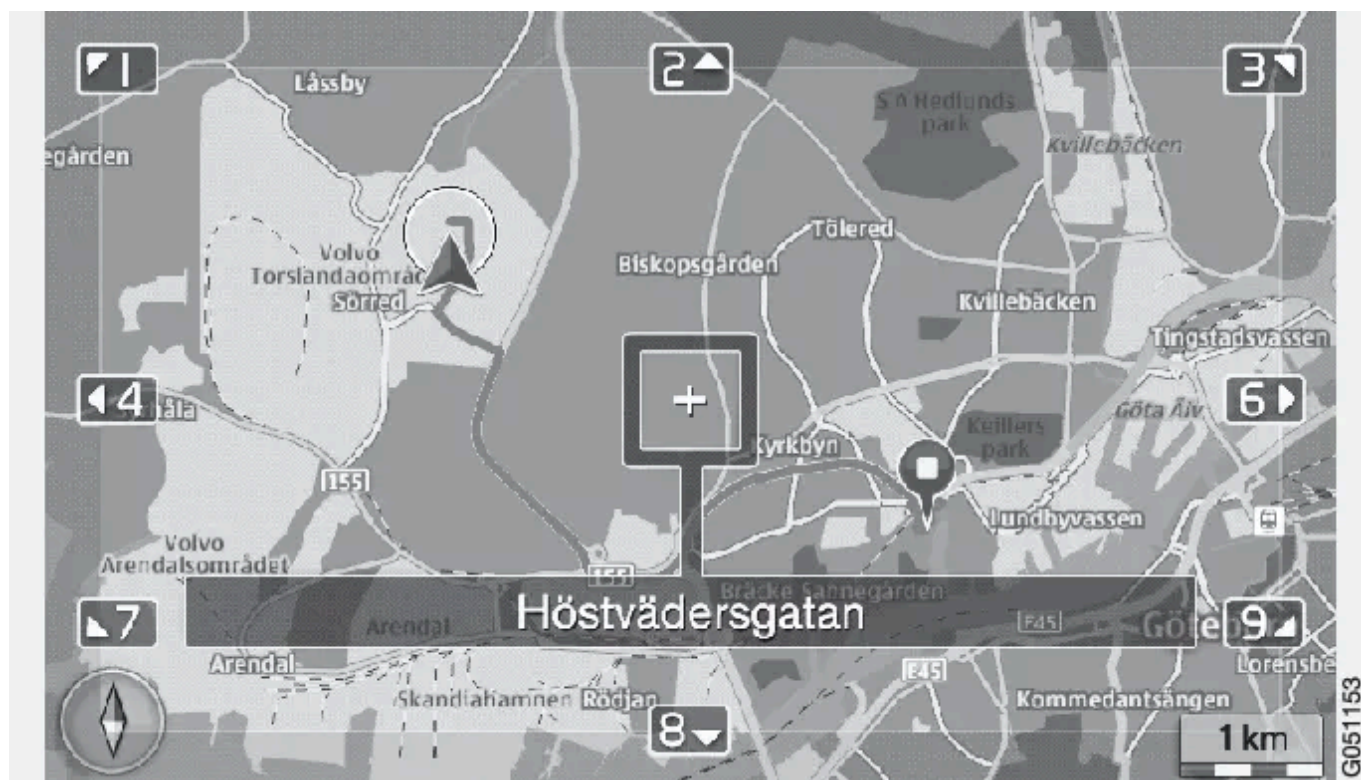 1
2
3
Låssby
S A Hedlunds
park
Kvillebäcken
egården
Tölered
Volvo
Torslandaområd
Biskopsgården
Sörred
Kvillebäcken
Tingstadsvassen
4
6
Göta Älv
Keillers
park
Kyrkbyn
155
Lundbyvassen
Volvo
Arendalsområdet
155
Bräcke Sannegården
Höstvädersgatan
7
Arendal
E45
9
Arendal
E45
Lorensbe
Skandiahamnen
Rödjan
Kommedantsängen
8
1 km
G051153